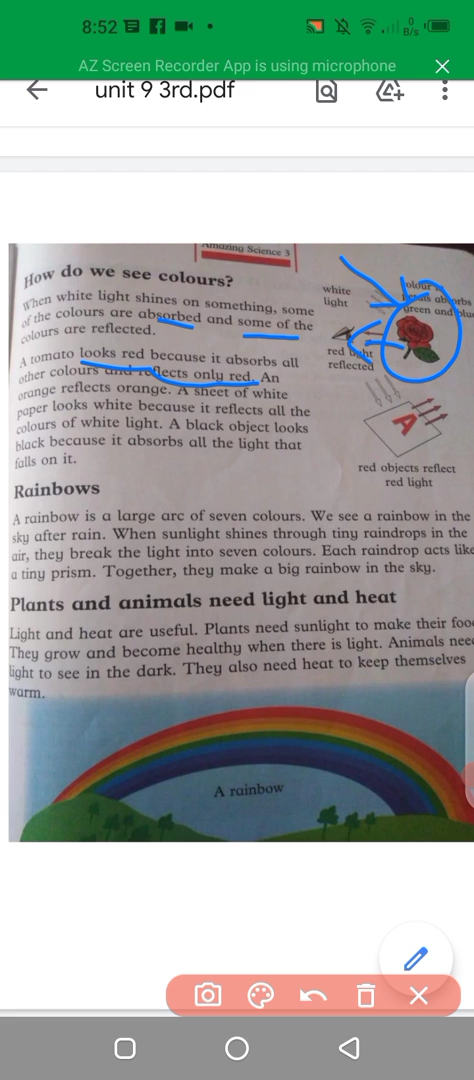 8:52
0
B/s
AZ Screen Recorder App is using microphone
unit 9 3rd.pdf
Amazing Science 3
How do we see colours?
When white light shines on something, some
of the colours are absorbed and some of the
colours are reflected.
A tomato looks red because it absorbs all
other colours and reflects only red. An
orange reflects orange. A sheet of white
paper looks white because it reflects all the
colours of white light. A black object looks
black because it absorbs all the light that
falls on it.
white
light
absorbs
green and blue
red light
reflected
A
red objects reflect
red light
Rainbows
A rainbow is a large arc of seven colours. We see a rainbow in the
sky after rain. When sunlight shines through tiny raindrops in the
air, they break the light into seven colours. Each raindrop acts like
a tiny prism. Together, they make a big rainbow in the sky.
Plants and animals need light and heat
Light and heat are useful. Plants need sunlight to make their foo
They grow and become healthy when there is light. Animals nee
light to see in the dark. They also need heat to keep themselves
warm.
A rainbow